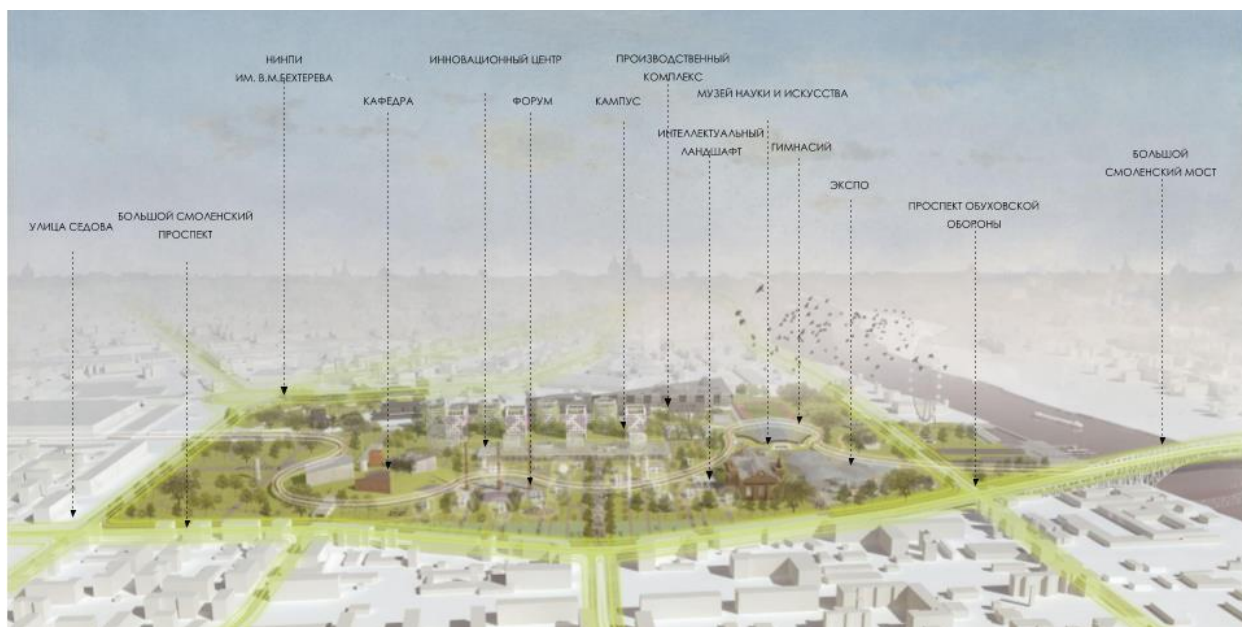 НИНПИ
ИМ. В.М.БЕХТЕРЕВА
ИННОВАЦИОННЫЙ ЦЕНТР
ПРОИЗВОДСТВЕННЫЙ
КОМПЛЕКС
КАФЕДРА
ФОРУМ
КАМПУС
МУЗЕЙ НАУКИ И ИСКУССТВА
ИНТЕЛЛЕКТУАЛЬНЫЙ
ЛАНДШАФТ
ГИМНАСИЙ
ЭКСПО
БОЛЬШОЙ
СМОЛЕНСКИЙ МОСТ
УЛИЦА СЕДОВА
БОЛЬШОЙ СМОЛЕНСКИЙ
ПРОСПЕКТ
ПРОСПЕКТ ОБУХОВСКОЙ
ОБОРОНЫ